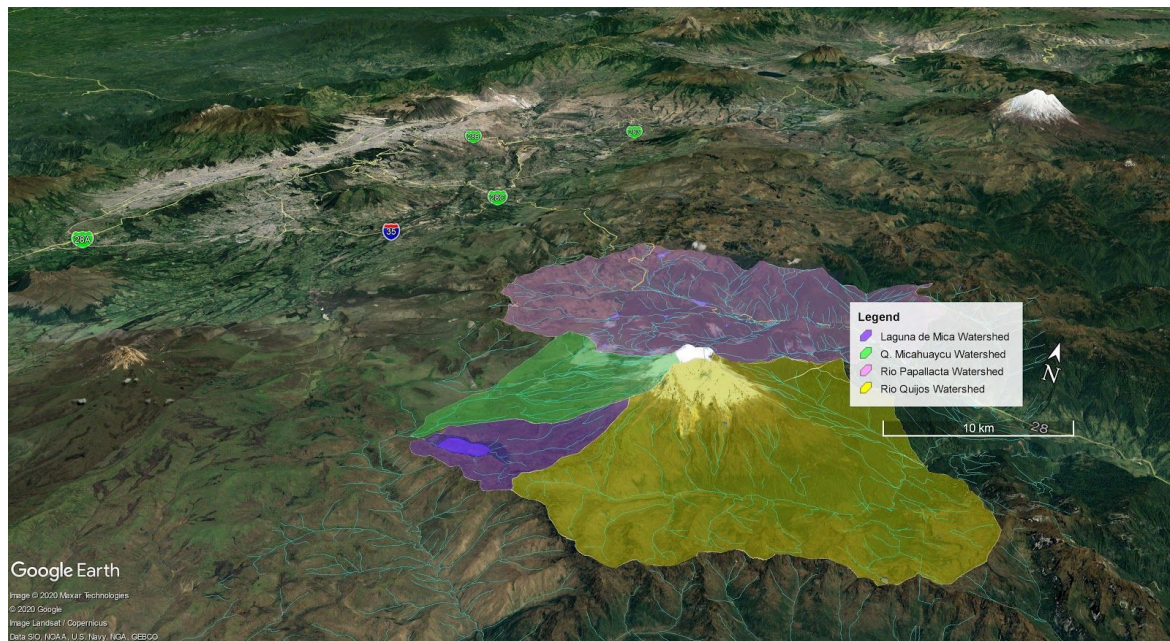 28A
35
Legend
Laguna de Mica Watershed
Q. Micahuaycu Watershed
Rio Papallacta Watershed
Rio Quijos Watershed
N
10 km
28
Google Earth
Image © 2020 Maxar Technologies
© 2020 Google
Image Landsat / Copernicus
Data SIO, NOAA, U.S. Navy, NGA, GEBCO